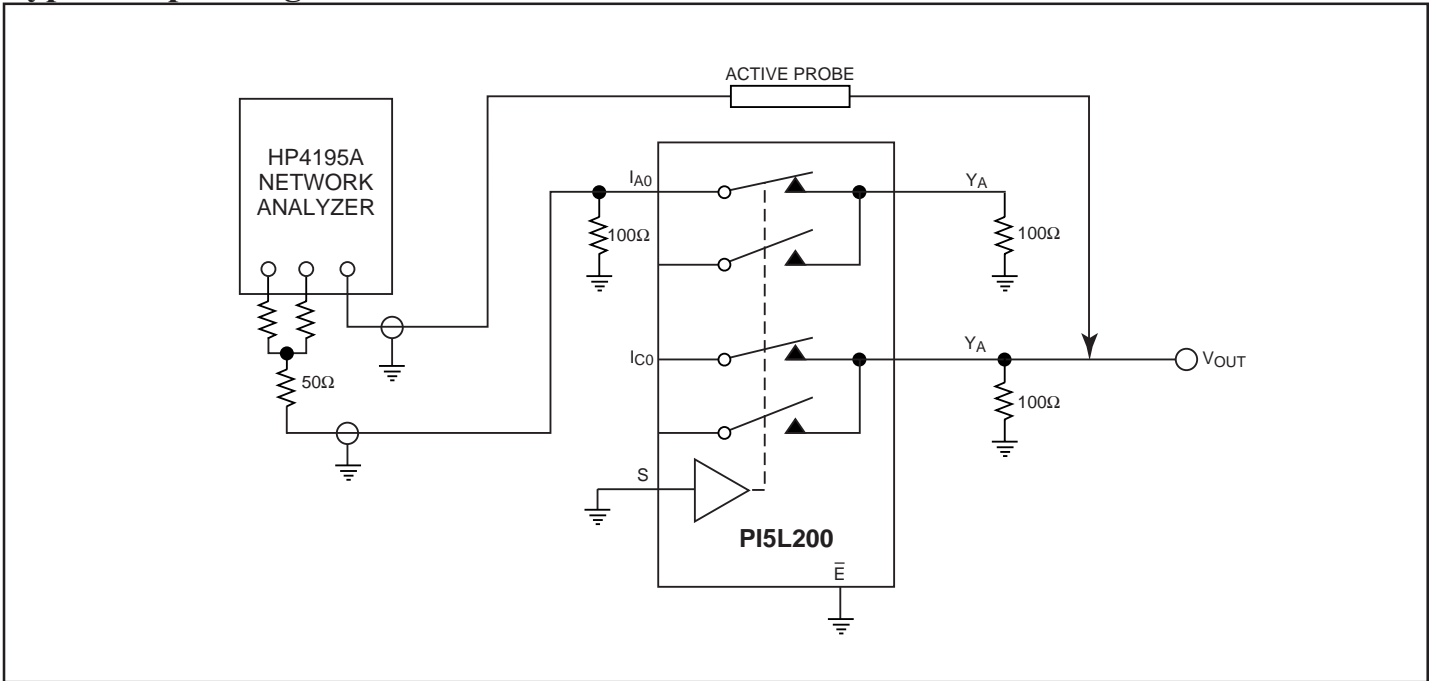 ACTIVE PROBE
HP4195A
NETWORK
ANALYZER
IA0
YA
100Ω
100Ω
50Ω
IC0
YA
VOUT
100Ω
S
PI5L200
E̅